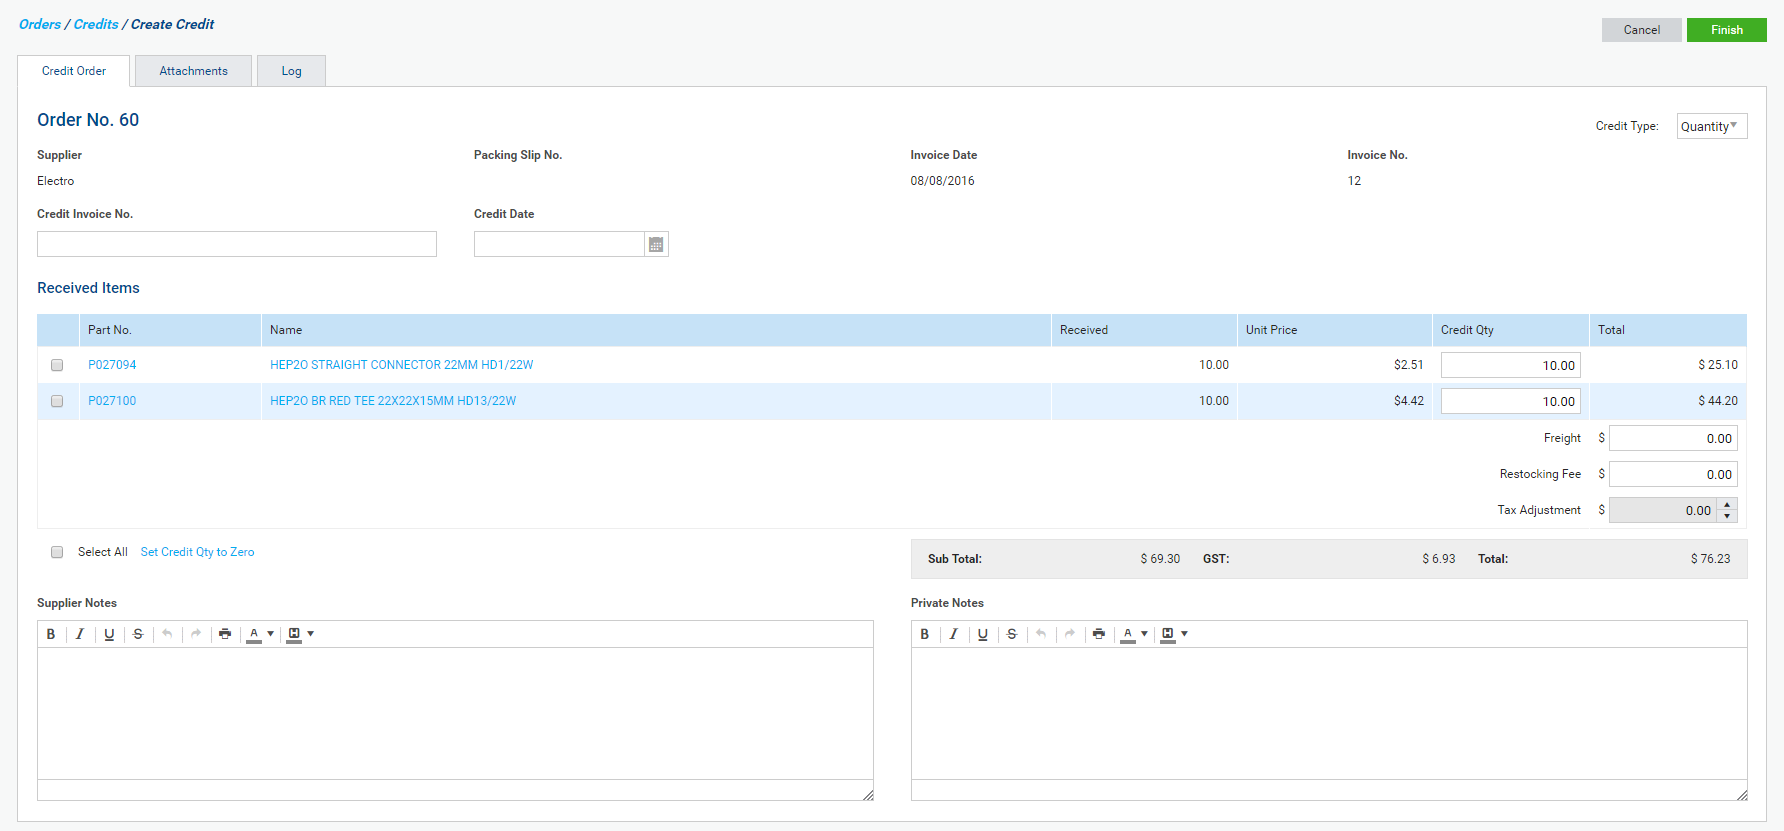 Orders / Credits / Create Credit
Cancel Finish
Credit Order Attachments Log
Order No. 60
Credit Type: Quantity
Supplier Packing Slip No. Invoice Date Invoice No.
Electro 08/08/2016 12
Credit Invoice No. Credit Date
Received Items
Part No. Name Received Unit Price Credit Qty Total
P027094 HEP2O STRAIGHT CONNECTOR 22MM HD1/22W 10.00 $2.51 10.00 $ 25.10
P027100 HEP2O BR RED TEE 22X22X15MM HD13/22W 10.00 $4.42 10.00 $ 44.20
Freight $ 0.00
Restocking Fee $ 0.00
Tax Adjustment $ 0.00
Select All Set Credit Qty to Zero
Sub Total: $ 69.30 GST: $ 6.93 Total: $ 76.23
Supplier Notes Private Notes
B I U S A H B I U S A H